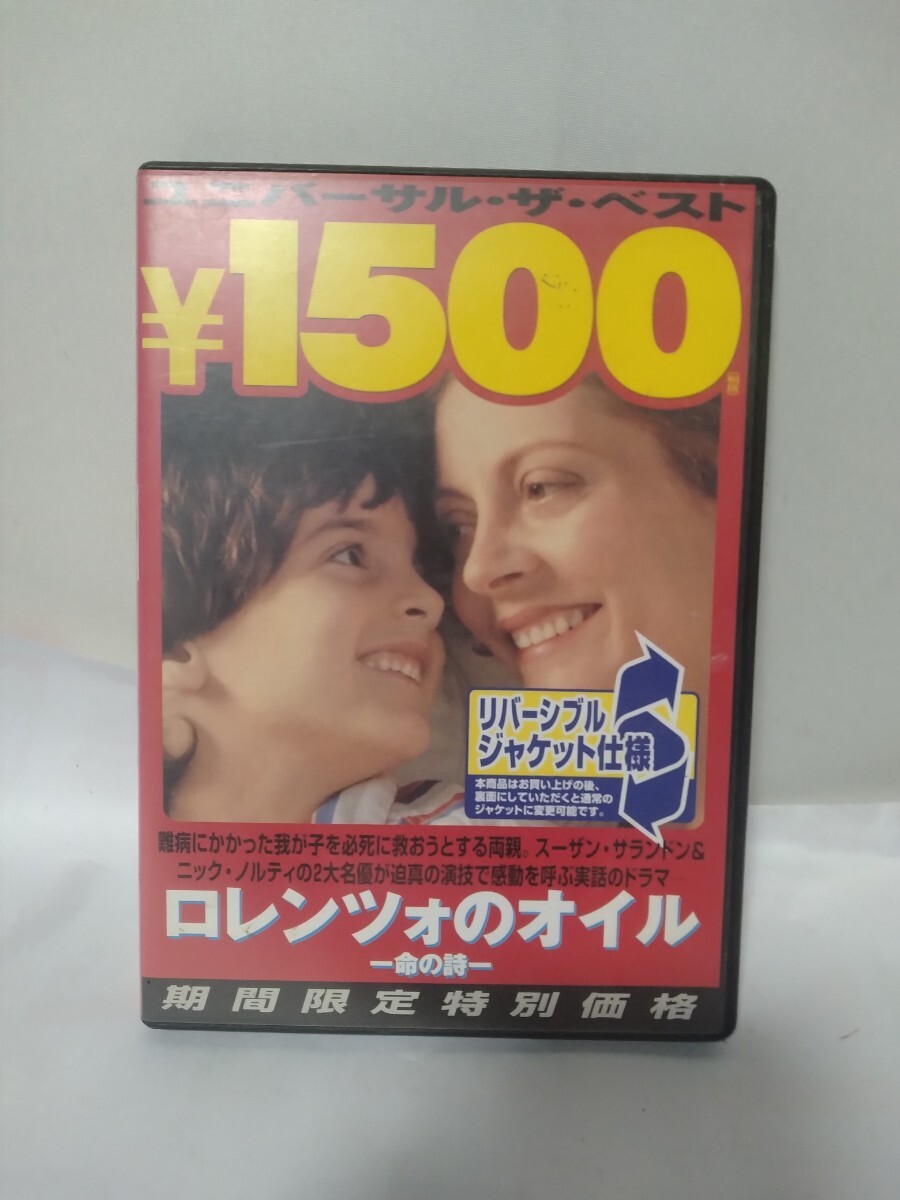 ユニバーサル・ザ・ベスト
¥1500
リバーシブル
ジャケット仕様
本商品はお買い上げの後、
裏面にしていただくと通常の
ジャケットに変更可能です。
難病にかかった我が子を必死に救おうとする両親。スーザン・サランドン&
ニック・ノルティの2大名優が迫真の演技で感動を呼ぶ実話のドラマ
ロレンツォのオイル
ー命の詩ー
期間限定特別価格